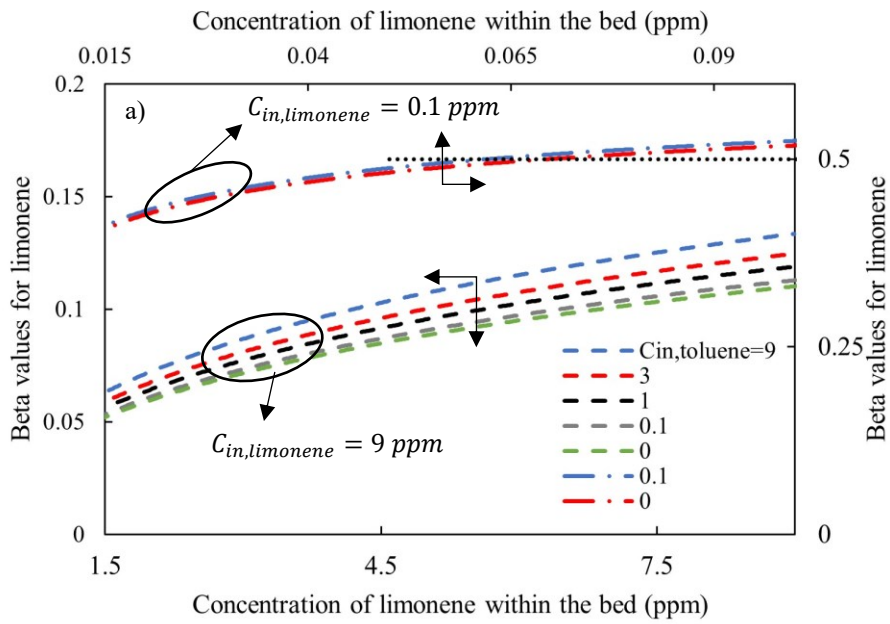 Concentration of limonene within the bed (ppm)
0.015 0.04 0.065 0.09
0.2
a)
C_{in,limonene} = 0.1 ppm
0.15
0.5
0.1
0.05
0.25
0
0
Beta values for limonene
Beta values for limonene
C_{in,limonene} = 9 ppm
Cin,toluene=9
3
1
0.1
0
0.1
0
1.5 4.5 7.5
Concentration of limonene within the bed (ppm)